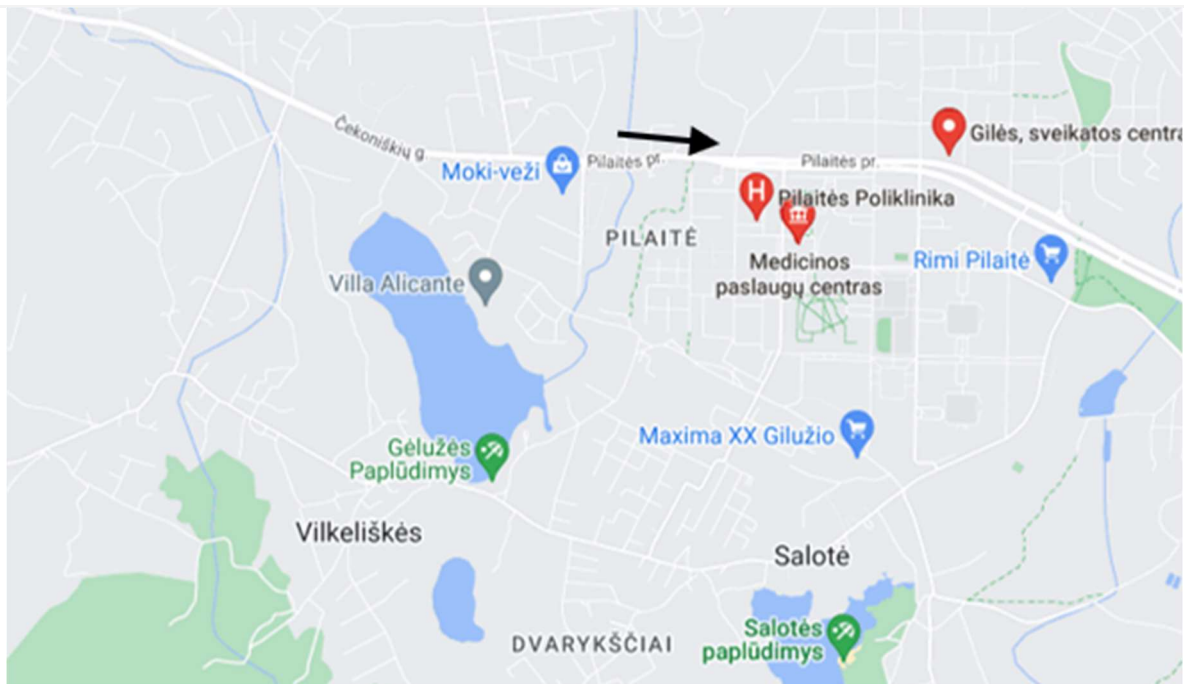 Čekoniškių g.
Moki-veži
Pilaitės pr.
Pilaitės pr.
Gilės, sveikatos centra
Pilaitės Poliklinika
PILAITĖ
Medicinos
paslaugų centras
Rimi Pilaitė
Villa Alicante
Maxima XX Gilužio
Gėlužės
Paplūdimys
Vilkeliškės
Salotė
DVARYKŠČIAI
Salotės
paplūdimys
H